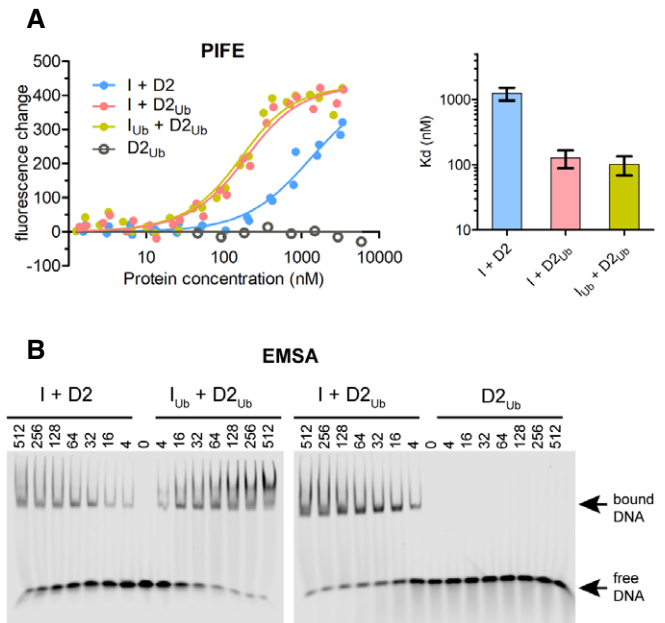 A
PIFE
I + D2
I + D2Ub
IUb + D2Ub
D2Ub
fluorescence change
500
400
300
200
100
0
-100
10
100
1000
10000
Protein concentration (nM)
Kd (nM)
1000
100
10
I + D2
I + D2Ub
IUb + D2Ub
B
EMSA
I + D2
IUb + D2Ub
I + D2Ub
D2Ub
512 256 128 64 32 16 4 0 4 16 32 64 128 256 512
512 256 128 64 32 16 4 0 4 16 32 64 128 256 512
bound
DNA
free
DNA